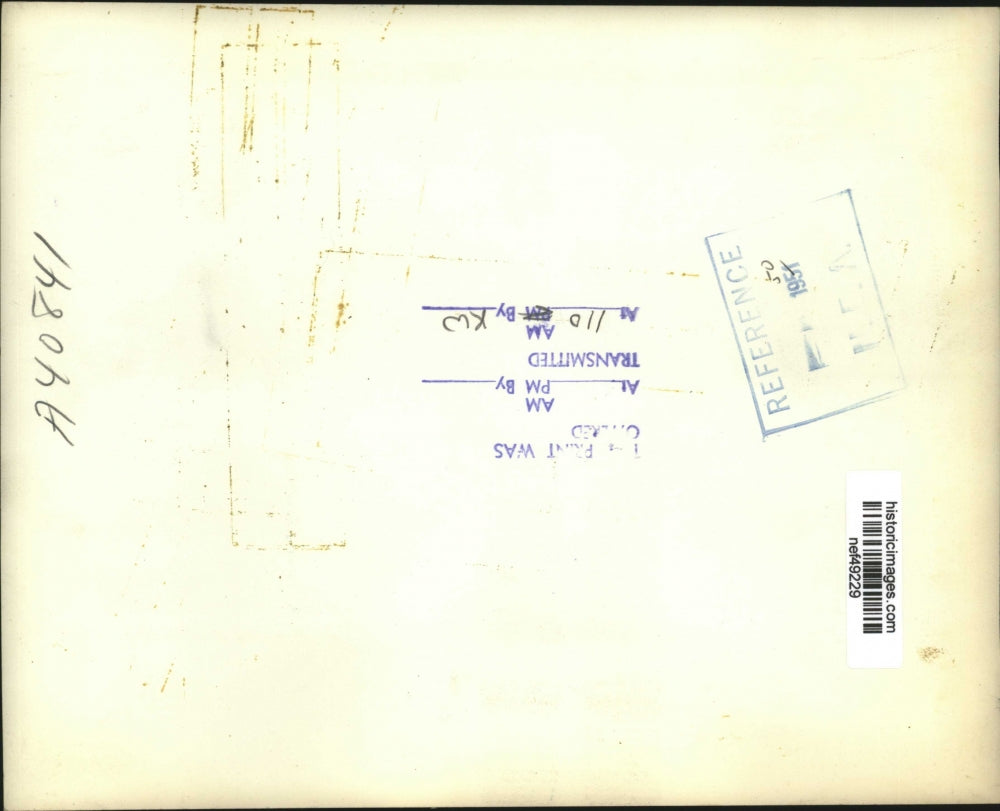 A40841
THIS PRINT WAS
OFFERED
AM
At PM By
TRANSMITTED
AM
At 110 PM By KW
REFERENCE
1951
N.E.A
historicimages.com
nef49229